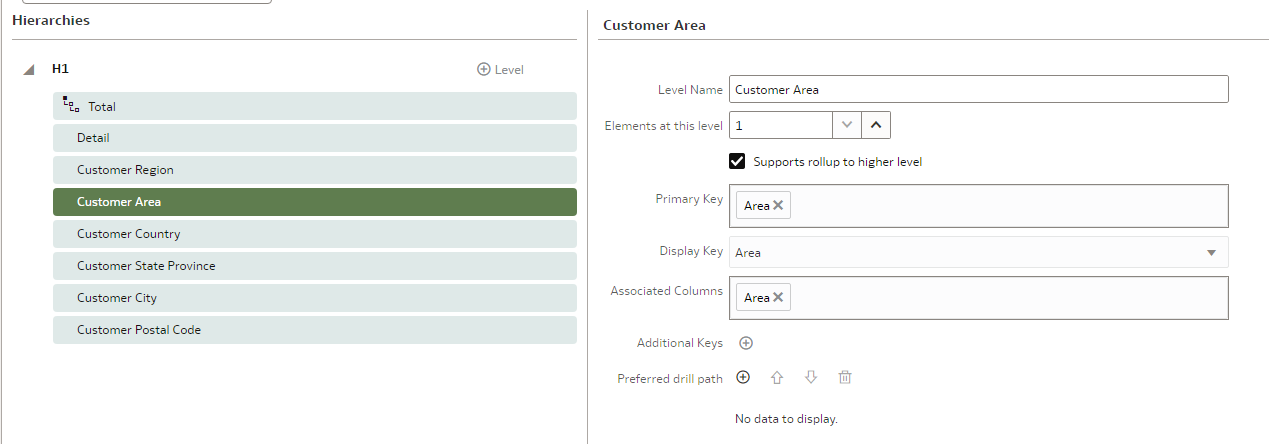 Hierarchies
H1
Level
Total
Detail
Customer Region
Customer Area
Customer Country
Customer State Province
Customer City
Customer Postal Code
Customer Area
Level Name Customer Area
Elements at this level 1
Supports rollup to higher level
Primary Key Area
Display Key Area
Associated Columns Area
Additional Keys
Preferred drill path
No data to display.